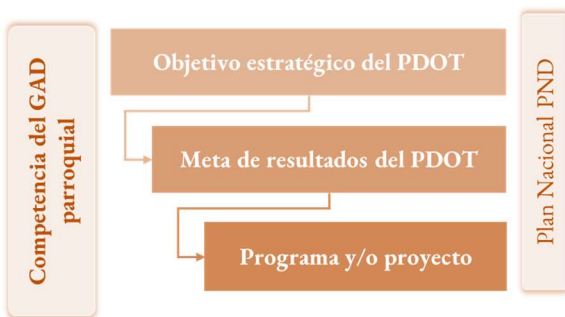 Competencia del GAD
parroquial
Objetivo estratégico del PDOT
Meta de resultados del PDOT
Programa y/o proyecto
Plan Nacional PND